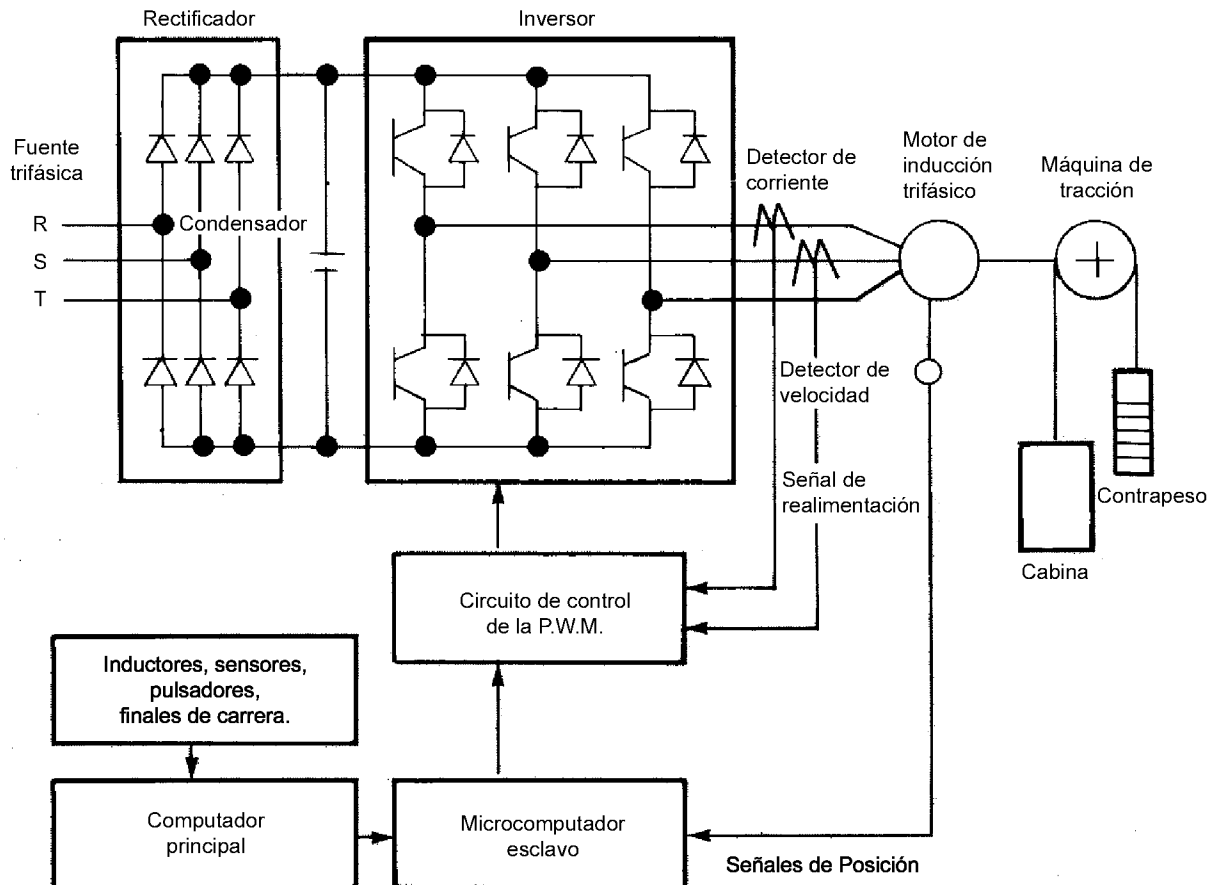 Rectificador
Inversor
Fuente
trifásica
R
S
T
Condensador
Detector de
corriente
Motor de
inducción
trifásico
Máquina de
tracción
Detector de
velocidad
Señal de
realimentación
Contrapeso
Cabina
Circuito de control
de la P.W.M.
Inductores, sensores,
pulsadores,
finales de carrera.
Computador
principal
Microcomputador
esclavo
Señales de Posición